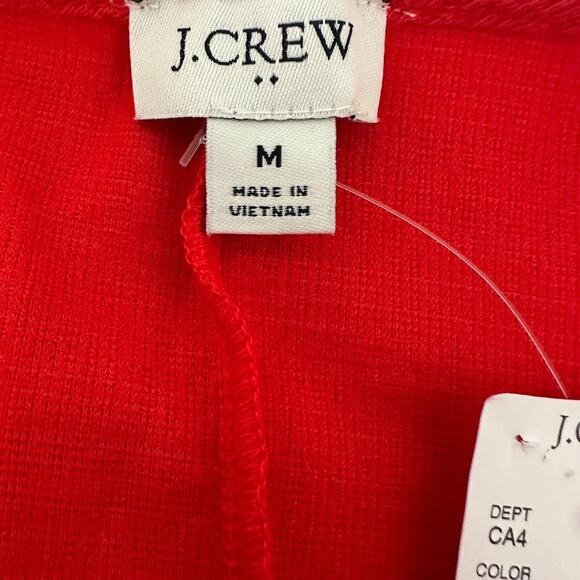 J.CREW
M
MADE IN
VIETNAM
DEPT
CA4
COLOR